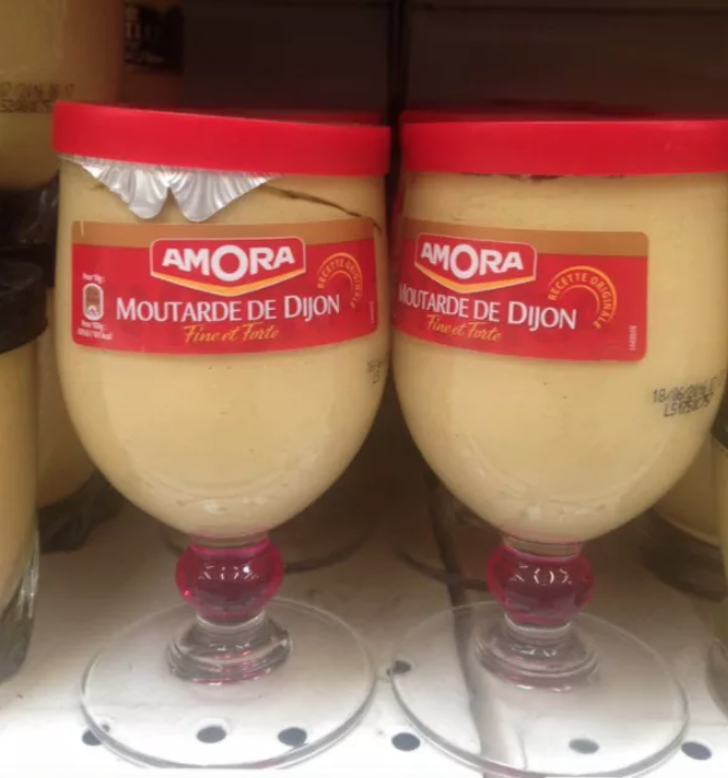 AMORA
MOUTARDE DE DIJON
Fine et Forte
RECETTE ORIGINALE
AMORA
MOUTARDE DE DIJON
Fine et Forte
RECETTE ORIGINALE